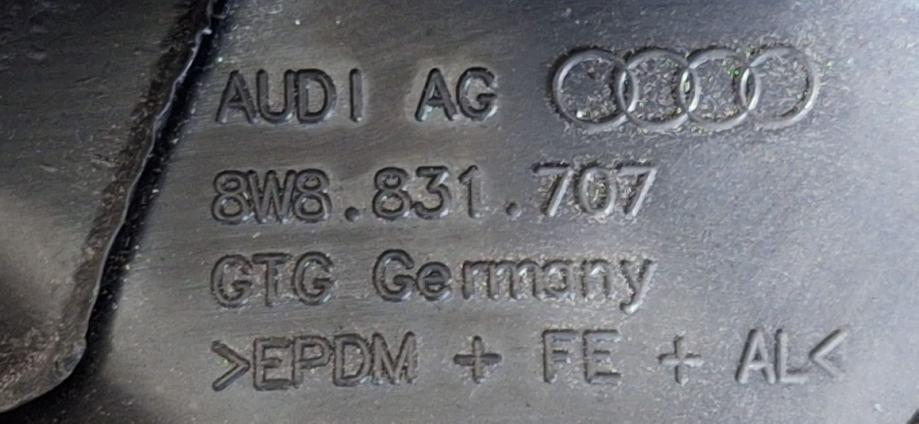 AUDI AG
8W8.831.707
GTG Germany
>EPDM + FE + AL<